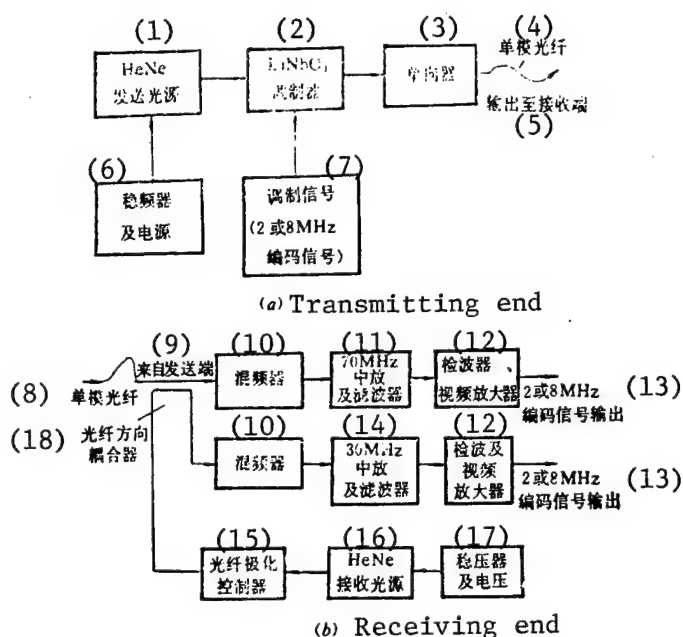 (1) (2) (3) (4)
HeNe
发送光源
LiNbO₃
调制器
单向器
单模光纤
输出至接收端
(5)
(6) (7)
稳频器
及电源
调制信号
(2或8MHz
编码信号)
(a) Transmitting end
(9) (10) (11) (12)
来自发送端
混频器
70MHz
中放
及滤波器
检波器、
视频放大器
(8)
单模光纤
2或8MHz
编码信号输出
(13)
(18)
光纤方向
耦合器
(10) (14) (12)
混频器
30MHz
中放
及滤波器
检波及
视频
放大器
2或8MHz
编码信号输出
(13)
(15) (16) (17)
光纤极化
控制器
HeNe
接收光源
稳压器
及电压
(b) Receiving end